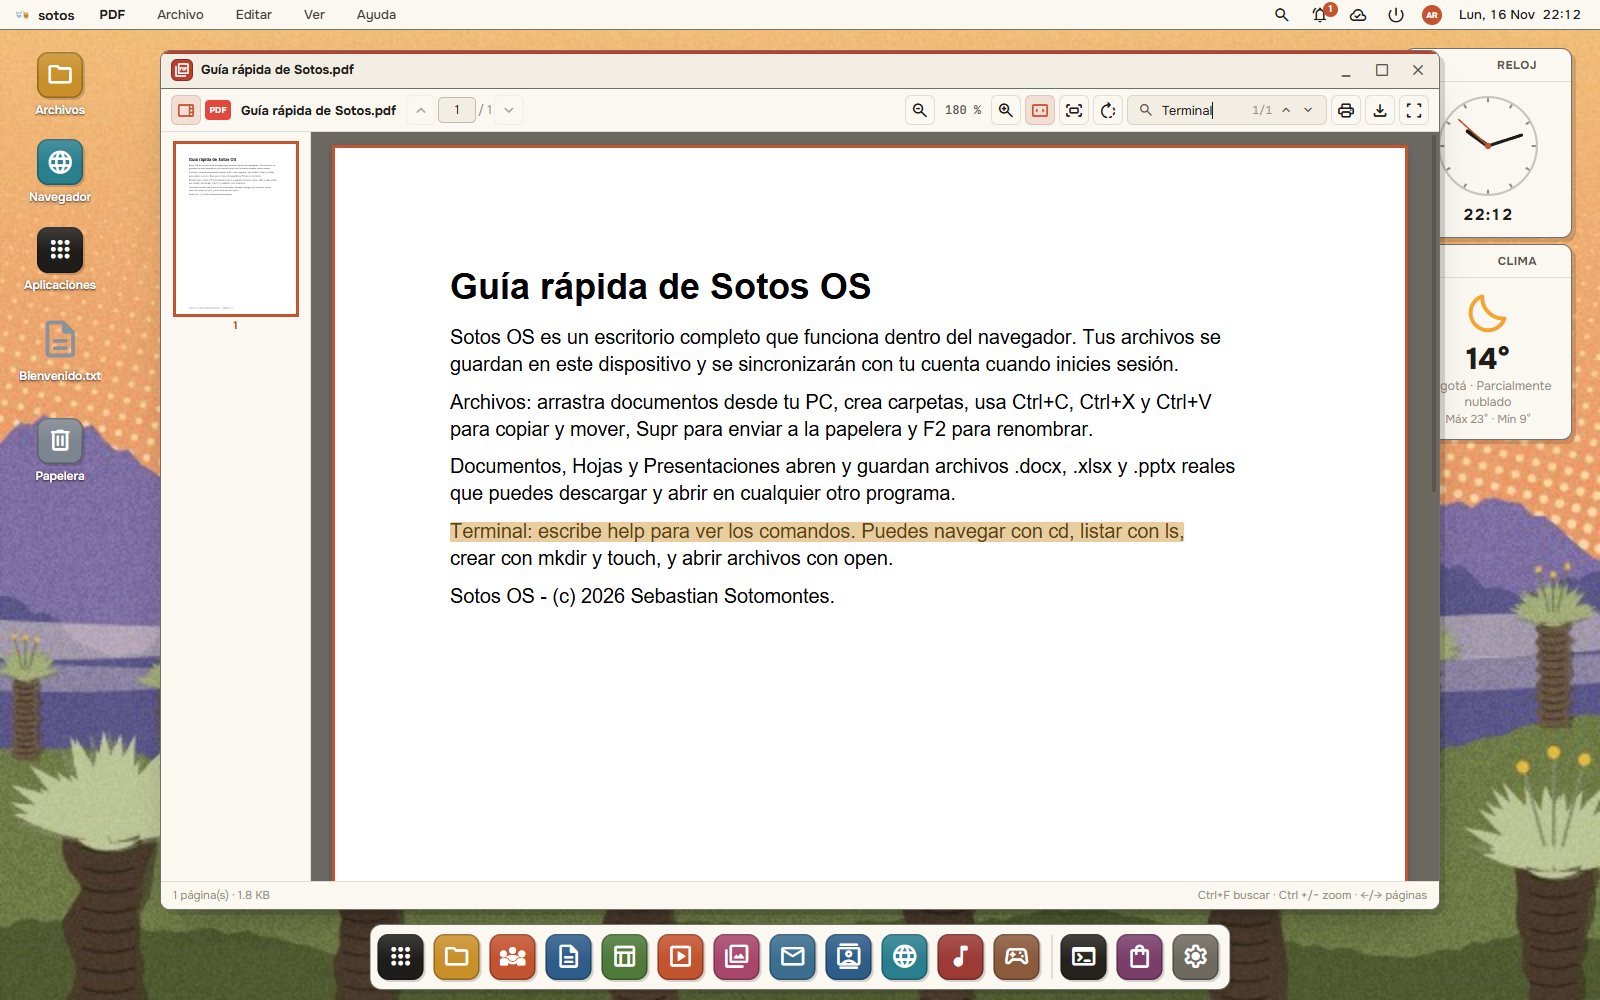 sotos PDF Archivo Editar Ver Ayuda
1 AR Lun, 16 Nov 22:12
Archivos
Navegador
Aplicaciones
Bienvenido.txt
Papelera
Guía rápida de Sotos.pdf
PDF Guía rápida de Sotos.pdf 1 / 1 180 % Terminal 1/1
1
Guía rápida de Sotos OS
Sotos OS es un escritorio completo que funciona dentro del navegador. Tus archivos se
guardan en este dispositivo y se sincronizarán con tu cuenta cuando inicies sesión.
Archivos: arrastra documentos desde tu PC, crea carpetas, usa Ctrl+C, Ctrl+X y Ctrl+V
para copiar y mover, Supr para enviar a la papelera y F2 para renombrar.
Documentos, Hojas y Presentaciones abren y guardan archivos .docx, .xlsx y .pptx reales
que puedes descargar y abrir en cualquier otro programa.
Terminal: escribe help para ver los comandos. Puedes navegar con cd, listar con ls,
crear con mkdir y touch, y abrir archivos con open.
Sotos OS - (c) 2026 Sebastian Sotomontes.
1 página(s) · 1.8 KB
Ctrl+F buscar · Ctrl +/- zoom · ←/→ páginas
RELOJ
22:12
CLIMA
14°
gotá · Parcialmente
nublado
Máx 23° · Mín 9°